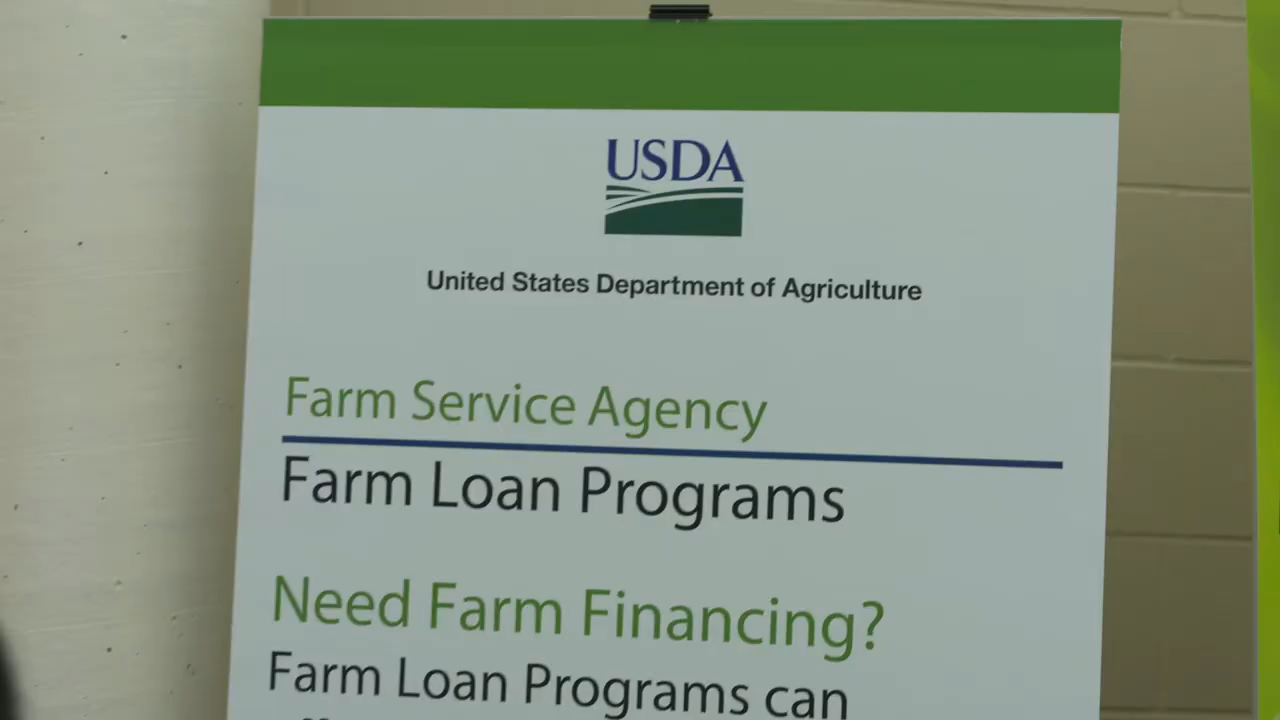 USDA
United States Department of Agriculture
Farm Service Agency
Farm Loan Programs
Need Farm Financing?
Farm Loan Programs can